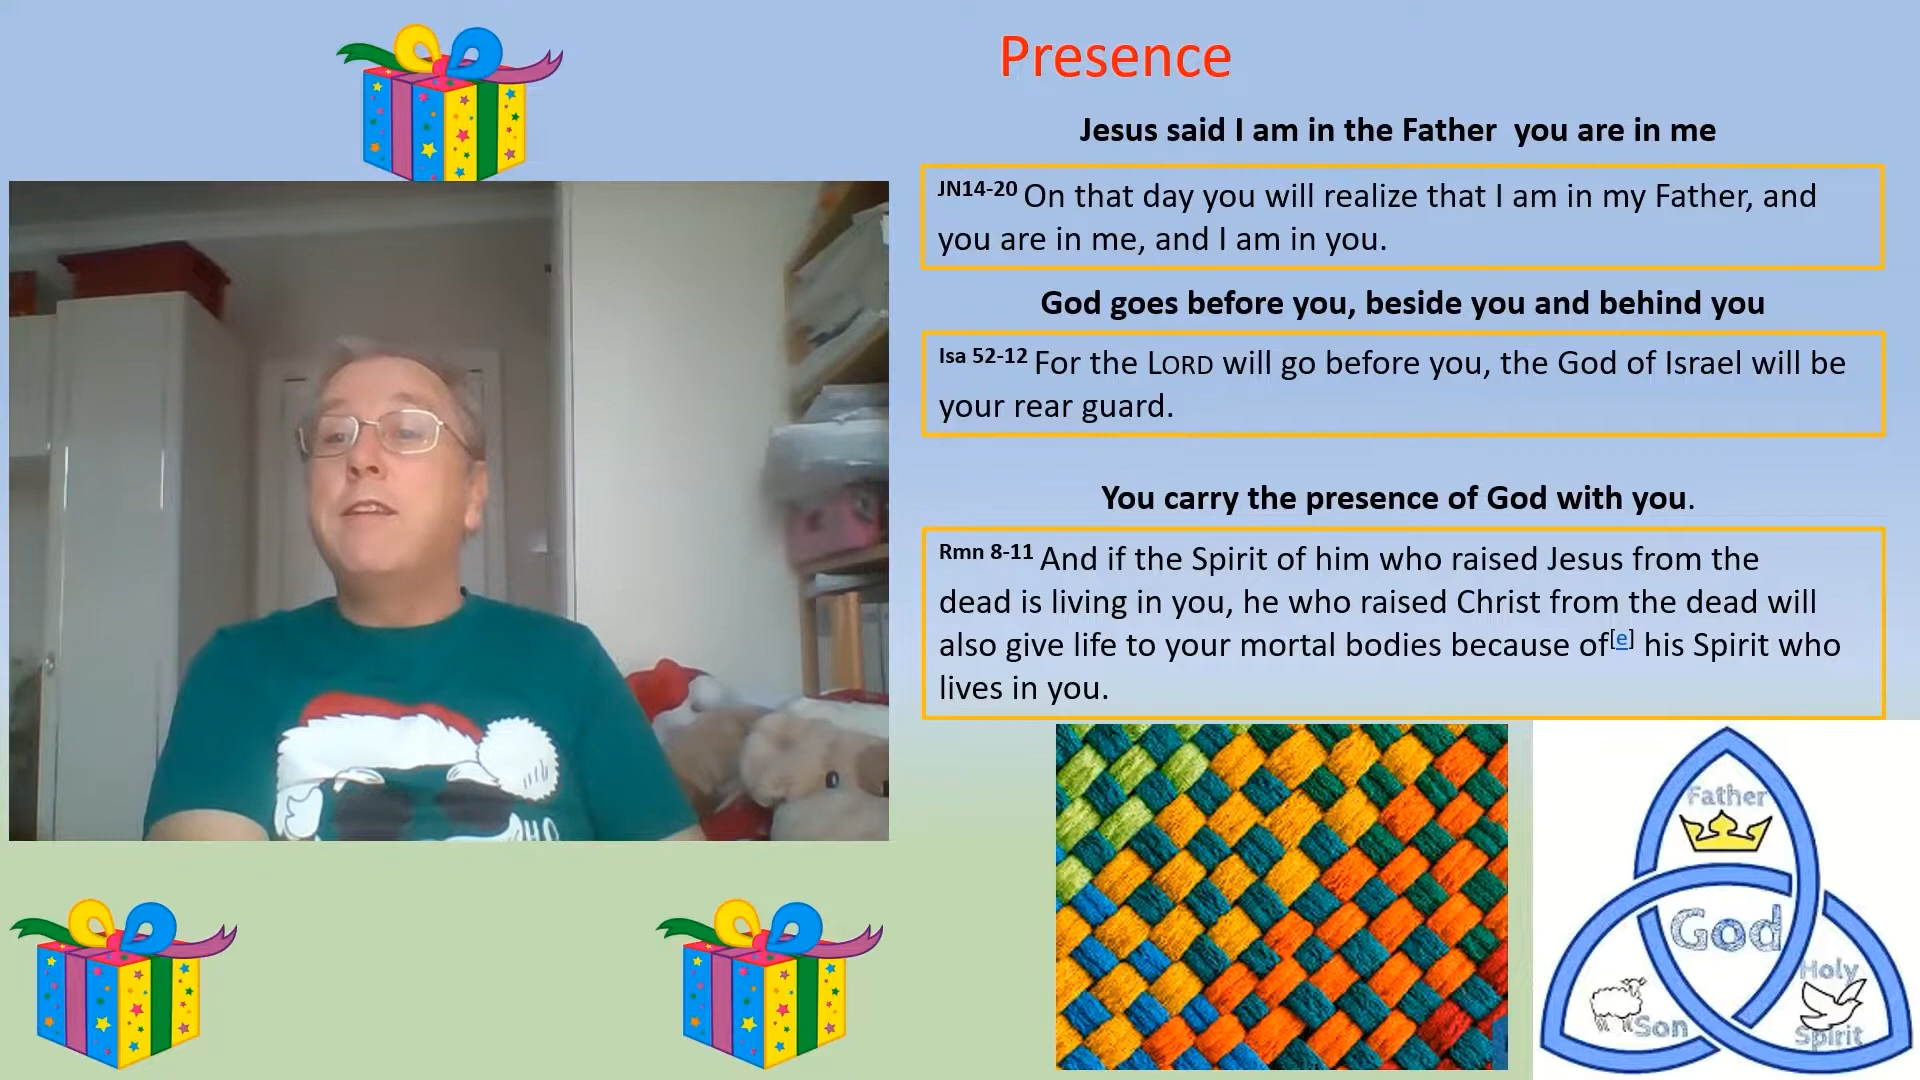 Presence
Jesus said I am in the Father  you are in me
JN14-20 On that day you will realize that I am in my Father, and
you are in me, and I am in you.
God goes before you, beside you and behind you
Isa 52-12 For the LORD will go before you, the God of Israel will be
your rear guard.
You carry the presence of God with you.
Rmn 8-11 And if the Spirit of him who raised Jesus from the
dead is living in you, he who raised Christ from the dead will
also give life to your mortal bodies because of[e] his Spirit who
lives in you.
HO
Father
God
Son
Holy
Spirit